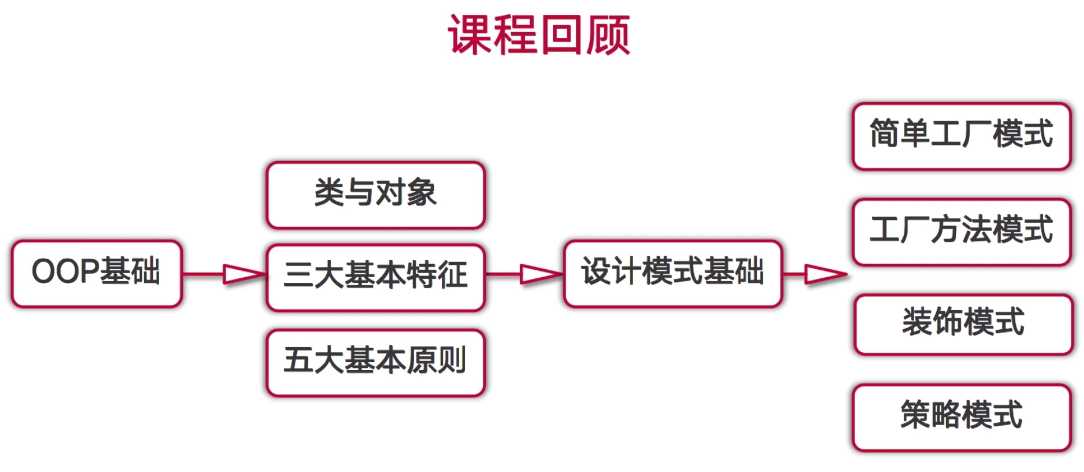 课程回顾
OOP基础
类与对象
三大基本特征
五大基本原则
设计模式基础
简单工厂模式
工厂方法模式
装饰模式
策略模式